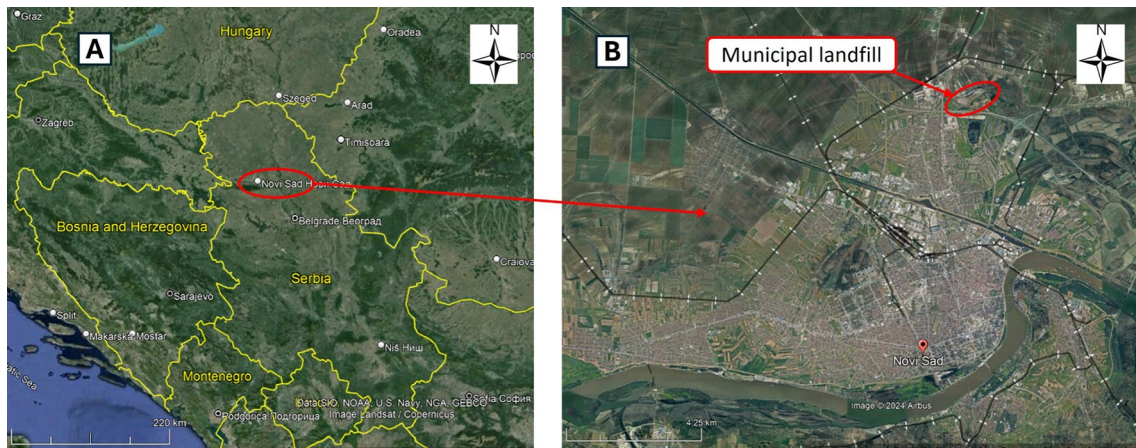 Graz
A
Hungary
N
Oradea
Zagreb
Szeged
Arad
Timișoara
Novi Sad
Belgrade Београд
Bosnia and Herzegovina
Serbia
Craiova
Sarajevo
Split
Makarska
Mostar
Niš Ниш
Montenegro
Data SIO, NOAA, U.S. Navy, NGA, GEBCO
Sofia София
Podgorica Подгорица
Image Landsat / Copernicus
220 km
B
Municipal landfill
N
Novi Sad
Image © 2024 Airbus
4.25 km